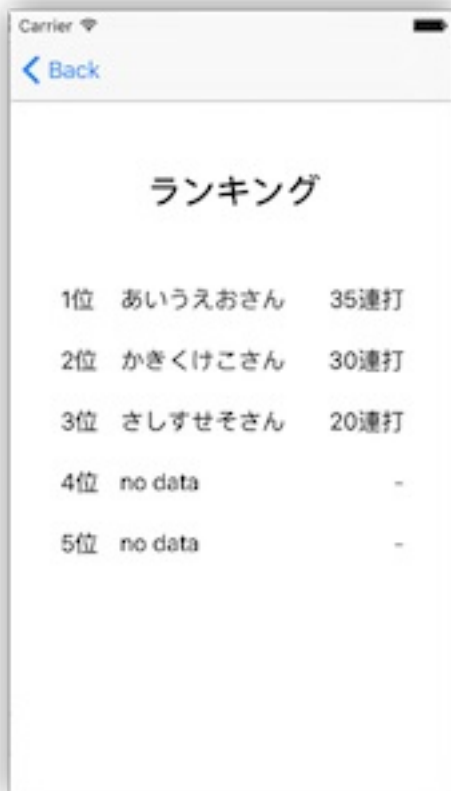 Carrier
Back
ランキング
1位 あいうえおさん 35連打
2位 かきくけこさん 30連打
3位 さしすせそさん 20連打
4位 no data -
5位 no data -